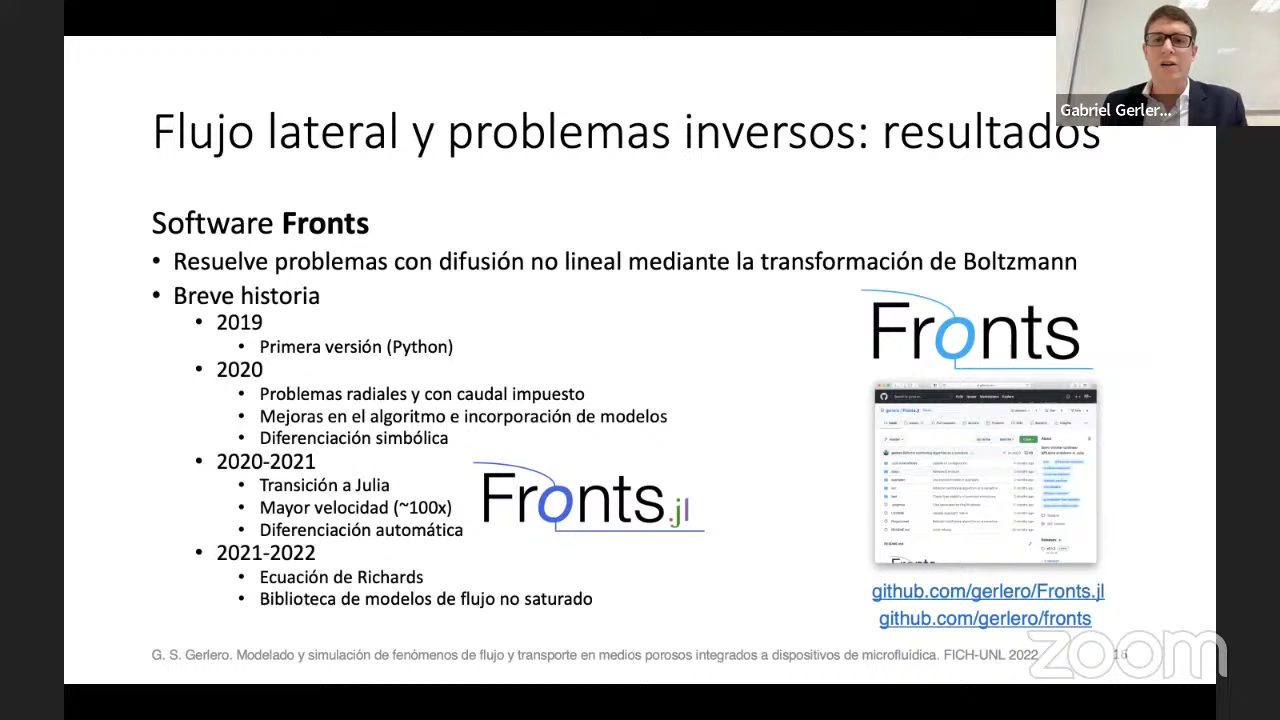 Gabriel Gerler...
Flujo lateral y problemas inversos: resultados
Software Fronts
• Resuelve problemas con difusión no lineal mediante la transformación de Boltzmann
• Breve historia
• 2019
• Primera versión (Python)
• 2020
• Problemas radiales y con caudal impuesto
• Mejoras en el algoritmo e incorporación de modelos
• Diferenciación simbólica
• 2020-2021
• Transición a Julia
• Mayor velocidad (~100x)
• Diferenciación automática
• 2021-2022
• Ecuación de Richards
• Biblioteca de modelos de flujo no saturado
Fronts.jl
Fronts
github.com/gerlero/Fronts.jl
github.com/gerlero/fronts
G. S. Gerlero. Modelado y simulación de fenómenos de flujo y transporte en medios porosos integrados a dispositivos de microfluídica. FICH-UNL 2022
16
zoom